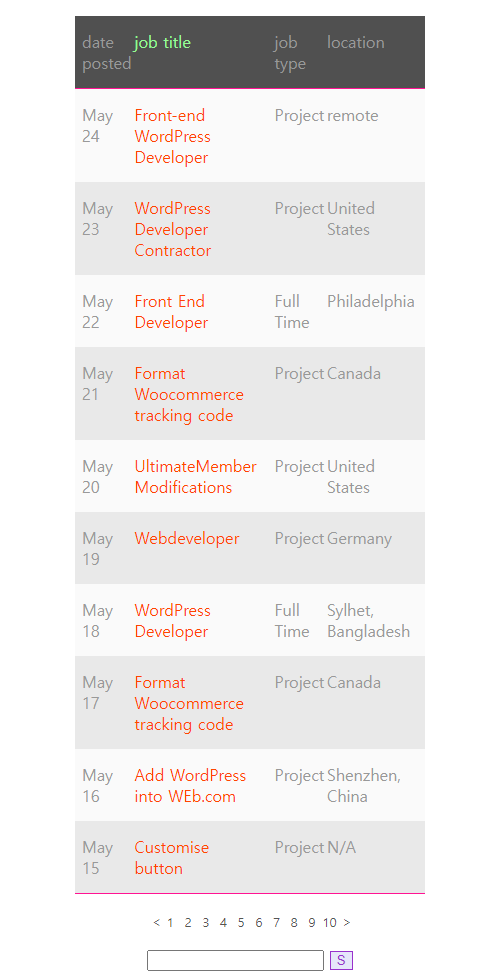 date posted job title job type location
May 24 Front-end WordPress Developer Project remote
May 23 WordPress Developer Contractor Project United States
May 22 Front End Developer Full Time Philadelphia
May 21 Format Woocommerce tracking code Project Canada
May 20 UltimateMember Modifications Project United States
May 19 Webdeveloper Project Germany
May 18 WordPress Developer Full Time Sylhet, Bangladesh
May 17 Format Woocommerce tracking code Project Canada
May 16 Add WordPress into WEb.com Project Shenzhen, China
May 15 Customise button Project N/A
< 1 2 3 4 5 6 7 8 9 10 >
S